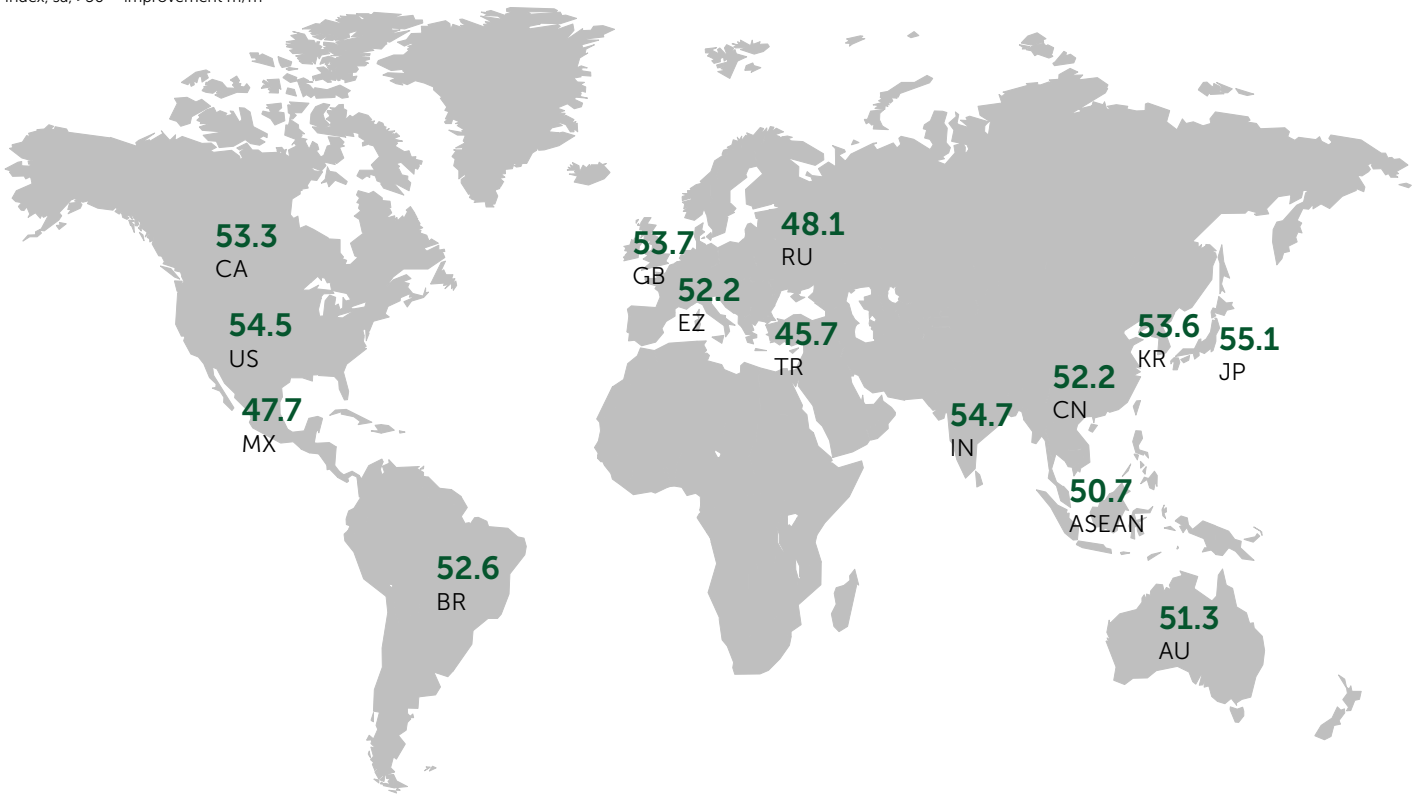 53.3
CA
54.5
US
47.7
MX
52.6
BR
53.7
GB
52.2
EZ
48.1
RU
45.7
TR
54.7
IN
52.2
CN
53.6
KR
55.1
JP
50.7
ASEAN
51.3
AU